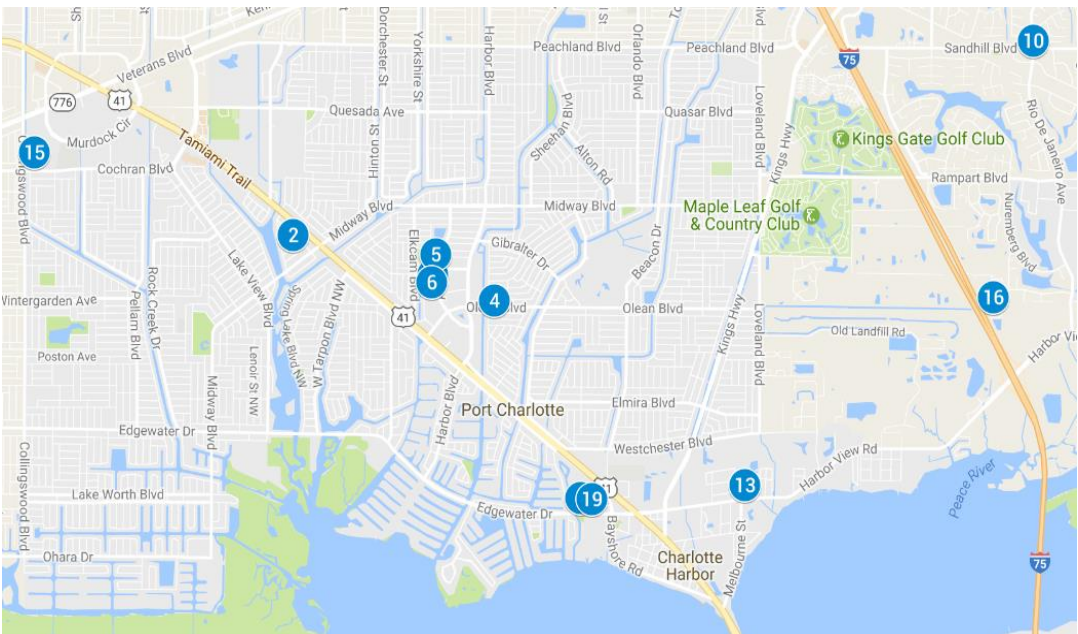 Dorchester St
Yorkshire St
Harbor Blvd
Orlando Blvd
Peachland Blvd
Peachland Blvd
Sandhill Blvd
10
75
Veterans Blvd
776
41
Quesada Ave
Quasar Blvd
Loveland Blvd
Kings Hwy
Rio De Janeiro Ave
Murdock Cir
Tamiami Trail
Hinton St
Sheehan Blvd
Alton Rd
Kings Gate Golf Club
15
Cochran Blvd
Rampart Blvd
Collingswood Blvd
2
Midway Blvd
Midway Blvd
Maple Leaf Golf
& Country Club
Nuremberg Blvd
Elkcam Blvd
5
6
Gibralter Dr
Beacon Dr
Lake View Blvd
Rock Creek Dr
Pellam Blvd
Wintergarden Ave
Spring Lake Blvd NW
W Tarpon Blvd NW
41
4
Olean Blvd
16
Kings Hwy
Loveland Blvd
Old Landfill Rd
Poston Ave
Lenoir St NW
Midway Blvd
Harbor Blvd
Port Charlotte
Elmira Blvd
Edgewater Dr
Westchester Blvd
Harbor View Rd
Collingswood Blvd
Lake Worth Blvd
Edgewater Dr
19
41
13
Peace River
Bayshore Rd
Melbourne St
Ohara Dr
Charlotte
Harbor
75